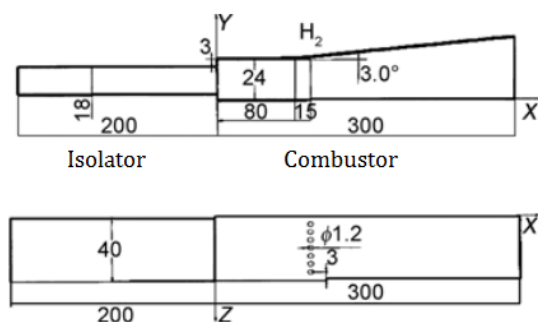 Y
H2
3
24
3.0°
18
80
15
X
200
300
Isolator
Combustor
X
40
ϕ1.2
3
200
300
Z